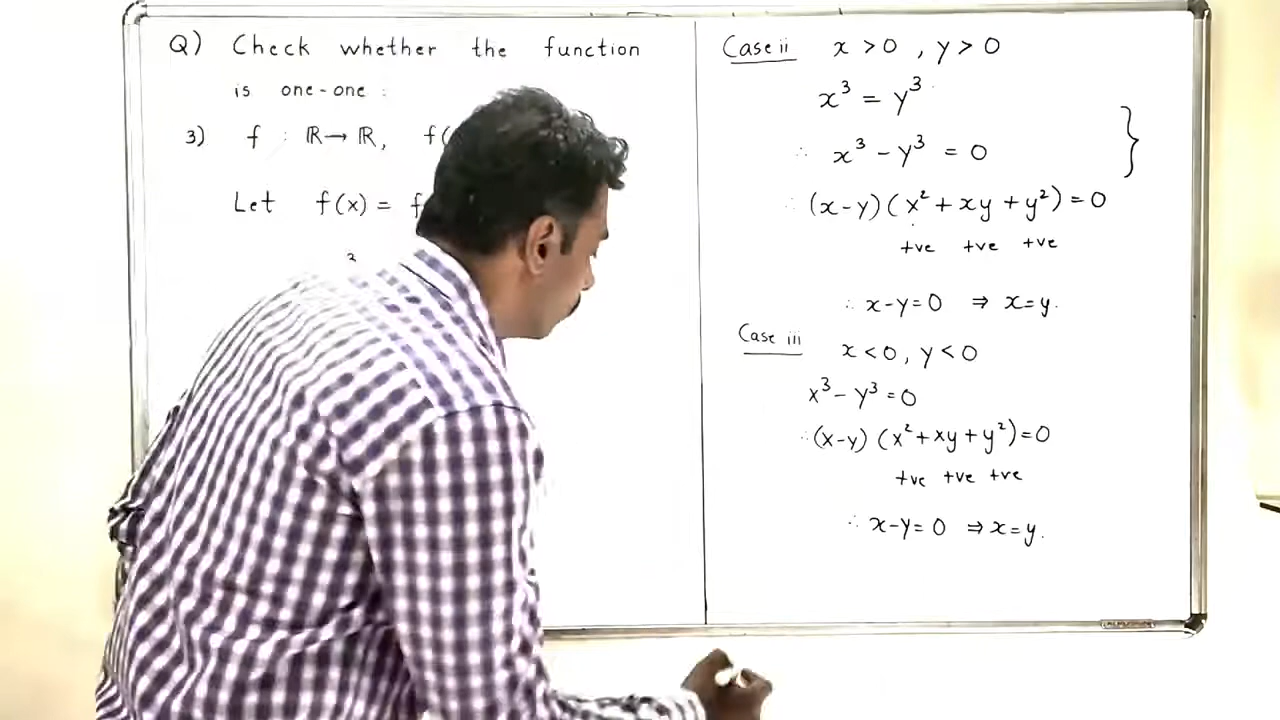 Q) Check whether the function
is one-one :
3) f : ℝ → ℝ, f(
Let f(x) = f
3
Case ii x > 0 , y > 0
x³ = y³
∴ x³ - y³ = 0
∴ (x-y) (x² + xy + y²) = 0
+ve +ve +ve
∴ x-y=0 ⇒ x=y.
Case iii x < 0, y < 0
x³ - y³ = 0
∴ (x-y) (x² + xy + y²) = 0
+ve +ve +ve
∴ x-y=0 ⇒ x=y.